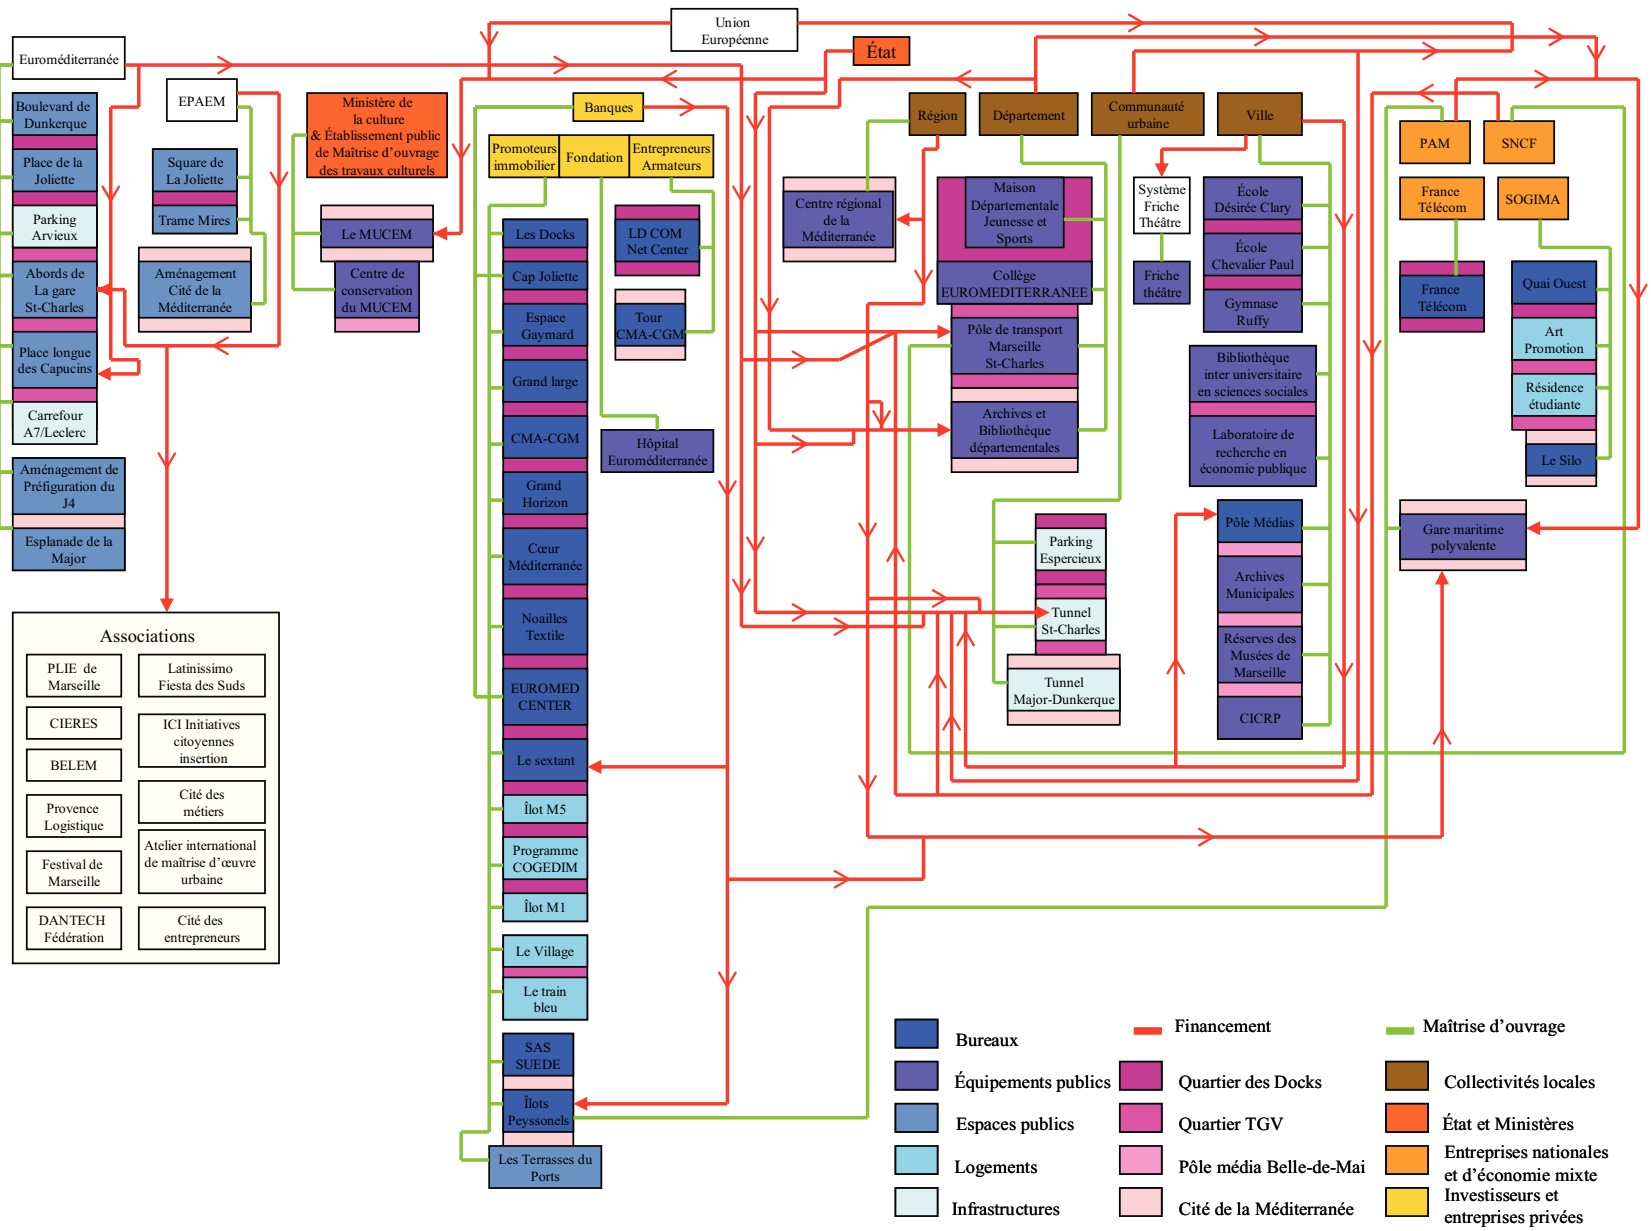 Union
Européenne
État
Euroméditerranée
Boulevard de
Dunkerque
Place de la
Joliette
Parking
Arvieux
Abords de
La gare
St-Charles
Place longue
des Capucins
Carrefour
A7/Leclerc
Aménagement de
Préfiguration du
J4
Esplanade de la
Major
EPAEM
Square de
La Joliette
Trame Mires
Aménagement
Cité de la
Méditerranée
Ministère de
la culture
& Établissement public
de Maîtrise d’ouvrage
des travaux culturels
Le MUCEM
Centre de
conservation
du MUCEM
Banques
Promoteurs
immobilier
Fondation
Entrepreneurs
Armateurs
Les Docks
Cap Joliette
Espace
Gaymard
Grand large
CMA-CGM
Grand
Horizon
Cœur
Méditerranée
Noailles
Textile
EUROMED
CENTER
Le sextant
Îlot M5
Programme
COGEDIM
Îlot M1
Le Village
Le train
bleu
SAS
SUEDE
Îlots
Peyssonels
Les Terrasses du
Ports
LD COM
Net Center
Tour
CMA-CGM
Hôpital
Euroméditerranée
Région
Département
Communauté
urbaine
Ville
Centre régional
de la
Méditerranée
Maison
Départementale
Jeunesse et
Sports
Collège
EUROMEDITERRANEE
Pôle de transport
Marseille
St-Charles
Archives et
Bibliothèque
départementales
Parking
Espercieux
Tunnel
St-Charles
Tunnel
Major-Dunkerque
Système
Friche
Théâtre
Friche
théâtre
École
Désirée Clary
École
Chevalier Paul
Gymnase
Ruffy
Bibliothèque
inter universitaire
en sciences sociales
Laboratoire de
recherche en
économie publique
Pôle Médias
Archives
Municipales
Réserves des
Musées de
Marseille
CICRP
PAM
SNCF
France
Télécom
SOGIMA
France
Télécom
Quai Ouest
Art
Promotion
Résidence
étudiante
Le Silo
Gare maritime
polyvalente
Associations
PLIE de
Marseille
Latinissimo
Fiesta des Suds
CIERES
ICI Initiatives
citoyennes
insertion
BELEM
Cité des
métiers
Provence
Logistique
Atelier international
de maîtrise d’œuvre
urbaine
Festival de
Marseille
DANTECH
Fédération
Cité des
entrepreneurs
Bureaux
Équipements publics
Espaces publics
Logements
Infrastructures
Financement
Quartier des Docks
Quartier TGV
Pôle média Belle-de-Mai
Cité de la Méditerranée
Maîtrise d’ouvrage
Collectivités locales
État et Ministères
Entreprises nationales
et d’économie mixte
Investisseurs et
entreprises privées